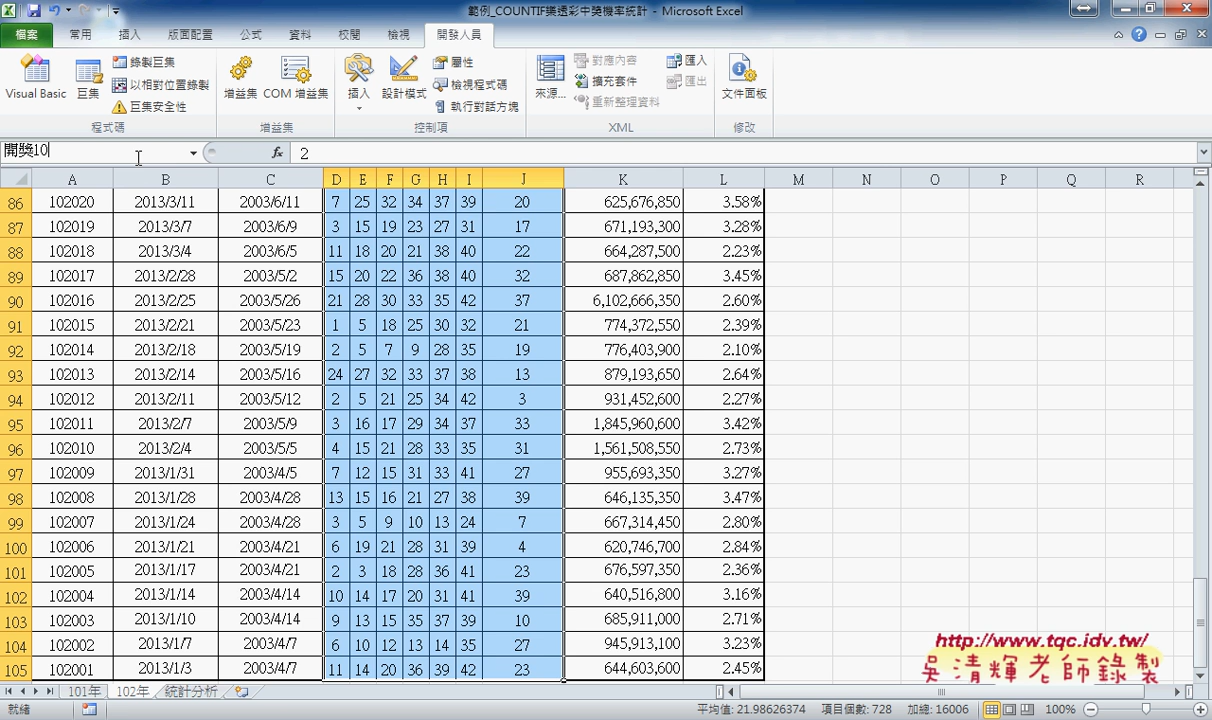 範例_COUNTIF樂透彩中獎機率統計 - Microsoft Excel
檔案 常用 插入 版面配置 公式 資料 校閱 檢視 開發人員
Visual Basic 巨集 錄製巨集 以相對位置錄製 巨集安全性 增益集 COM 增益集 插入 設計模式 屬性 檢視程式碼 執行對話方塊 來源... 對應內容 擴充套件 重新整理資料 匯入 匯出 文件面板
程式碼 增益集 控制項 XML 修改
開獎10 fx 2
A B C D E F G H I J K L M N O P Q R
86 102020 2013/3/11 2003/6/11 7 25 32 34 37 39 20 625,676,850 3.58%
87 102019 2013/3/7 2003/6/9 3 15 19 23 27 31 17 671,193,300 3.28%
88 102018 2013/3/4 2003/6/5 11 18 20 21 38 40 22 664,287,500 2.23%
89 102017 2013/2/28 2003/5/2 15 20 22 36 38 40 32 687,862,850 3.45%
90 102016 2013/2/25 2003/5/26 21 28 30 33 35 42 37 6,102,666,350 2.60%
91 102015 2013/2/21 2003/5/23 1 5 18 25 30 32 21 774,372,550 2.39%
92 102014 2013/2/18 2003/5/19 2 5 7 9 28 35 19 776,403,900 2.10%
93 102013 2013/2/14 2003/5/16 24 27 32 33 37 38 13 879,193,650 2.64%
94 102012 2013/2/11 2003/5/12 2 5 21 25 34 42 3 931,452,600 2.27%
95 102011 2013/2/7 2003/5/9 3 16 17 29 34 37 33 1,845,960,600 3.42%
96 102010 2013/2/4 2003/5/5 4 15 21 28 33 35 31 1,561,508,550 2.73%
97 102009 2013/1/31 2003/4/5 7 12 15 31 33 41 27 955,693,350 3.27%
98 102008 2013/1/28 2003/4/28 13 15 16 21 27 38 39 646,135,350 3.47%
99 102007 2013/1/24 2003/4/28 3 5 9 10 13 24 7 667,314,450 2.80%
100 102006 2013/1/21 2003/4/21 6 19 21 28 31 39 4 620,746,700 2.84%
101 102005 2013/1/17 2003/4/21 2 3 18 28 36 41 23 676,597,350 2.36%
102 102004 2013/1/14 2003/4/14 10 14 17 20 31 41 39 640,516,800 3.16%
103 102003 2013/1/10 2003/4/14 9 13 15 35 37 39 10 685,911,000 2.71%
104 102002 2013/1/7 2003/4/7 6 10 12 13 14 35 27 945,913,100 3.23%
105 102001 2013/1/3 2003/4/7 11 14 20 36 39 42 23 644,603,600 2.45%
http://www.tqc.idv.tw/
吳清輝老師錄製
101年 102年 統計分析
就緒 平均值: 21.98626374 項目個數: 728 加總: 16006 100%